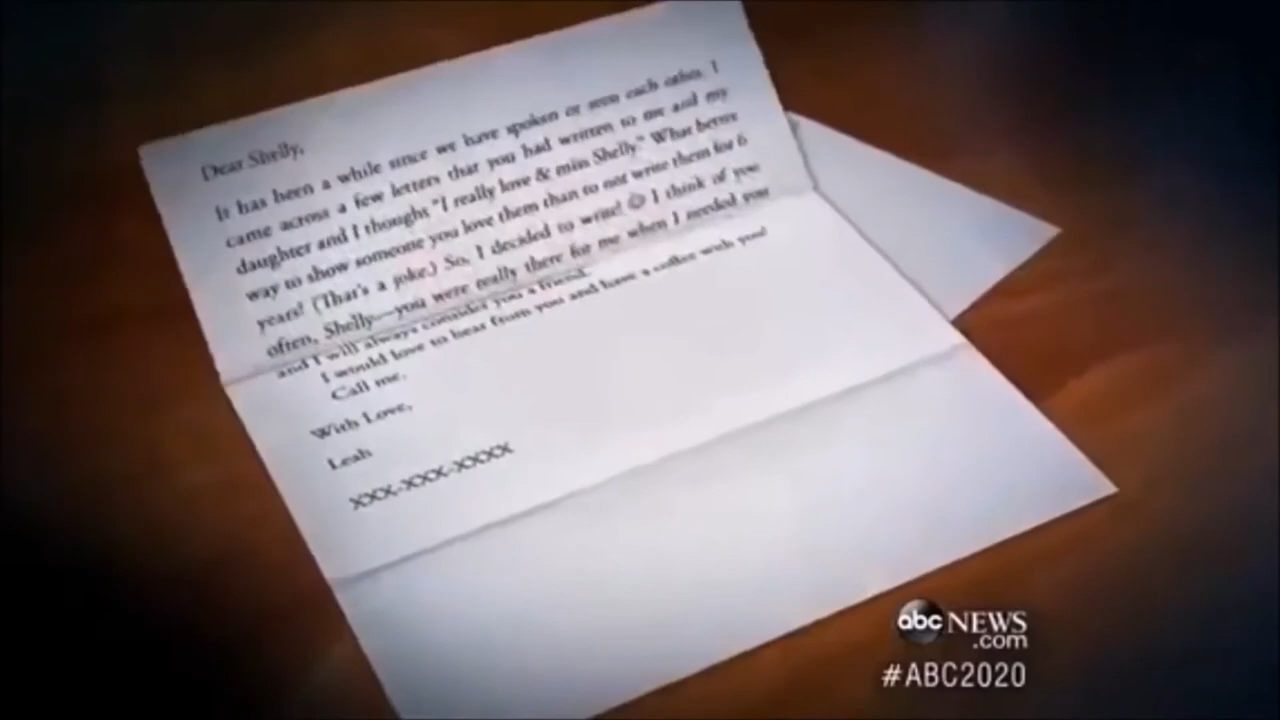 Dear Shelly,
It has been a while since we have spoken or seen each other. I
came across a few letters that you had written to me and my
daughter and I thought "I really love & miss Shelly." What better
way to show someone you love them than to not write them for 6
years! (That's a joke.) So, I decided to write! ☺ I think of you
often, Shelly—you were really there for me when I needed you
and I will always consider you a friend.
I would love to hear from you and have a coffee with you!
Call me.
With Love,
Leah
XXX-XXX-XXXX
abc NEWS
.com
#ABC2020